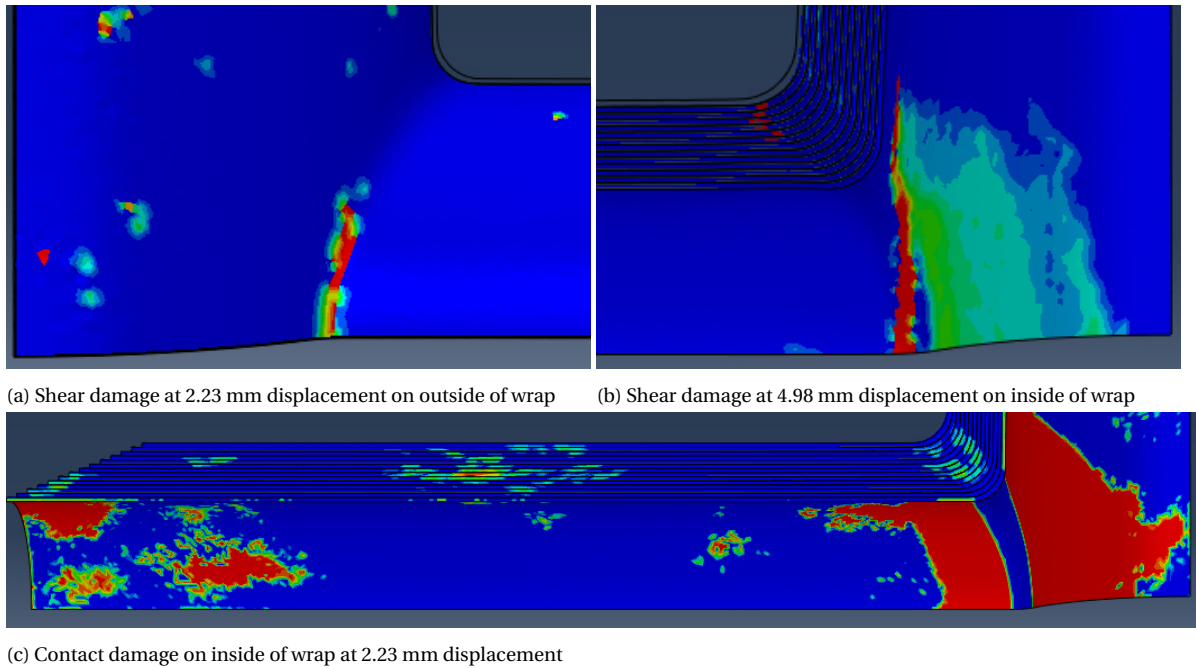 (a) Shear damage at 2.23 mm displacement on outside of wrap
(b) Shear damage at 4.98 mm displacement on inside of wrap
(c) Contact damage on inside of wrap at 2.23 mm displacement